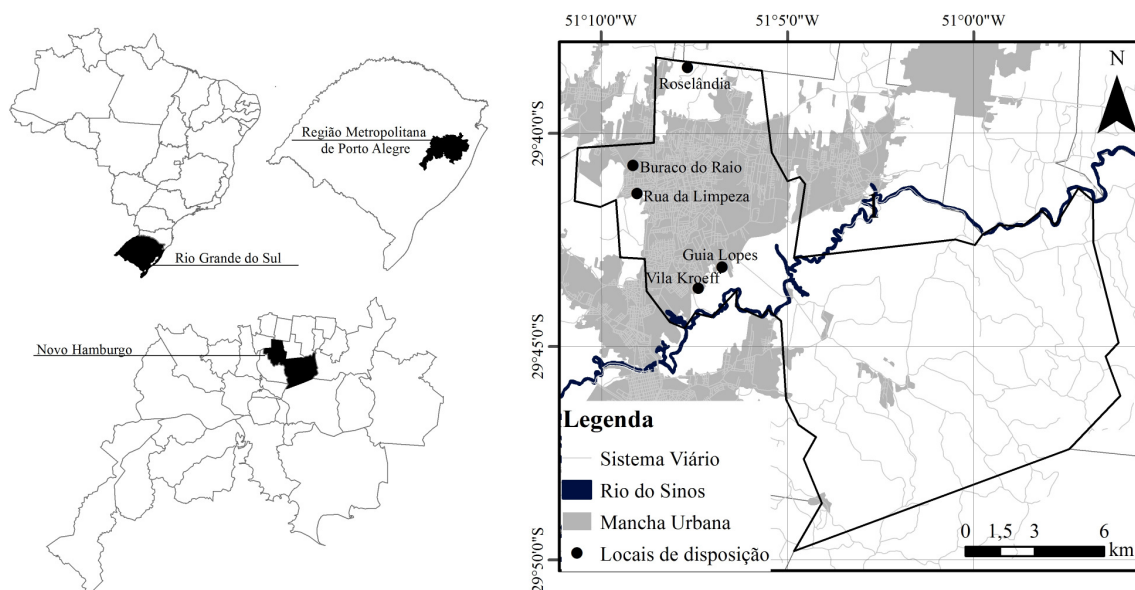 Região Metropolitana
de Porto Alegre
Rio Grande do Sul
Novo Hamburgo
51°10'0"W
51°5'0"W
51°0'0"W
29°40'0"S
29°45'0"S
29°50'0"S
N
Roselândia
Buraco do Raio
Rua da Limpeza
Guia Lopes
Vila Kroeff
Legenda
Sistema Viário
Rio do Sinos
Mancha Urbana
Locais de disposição
0 1,5 3 6
km